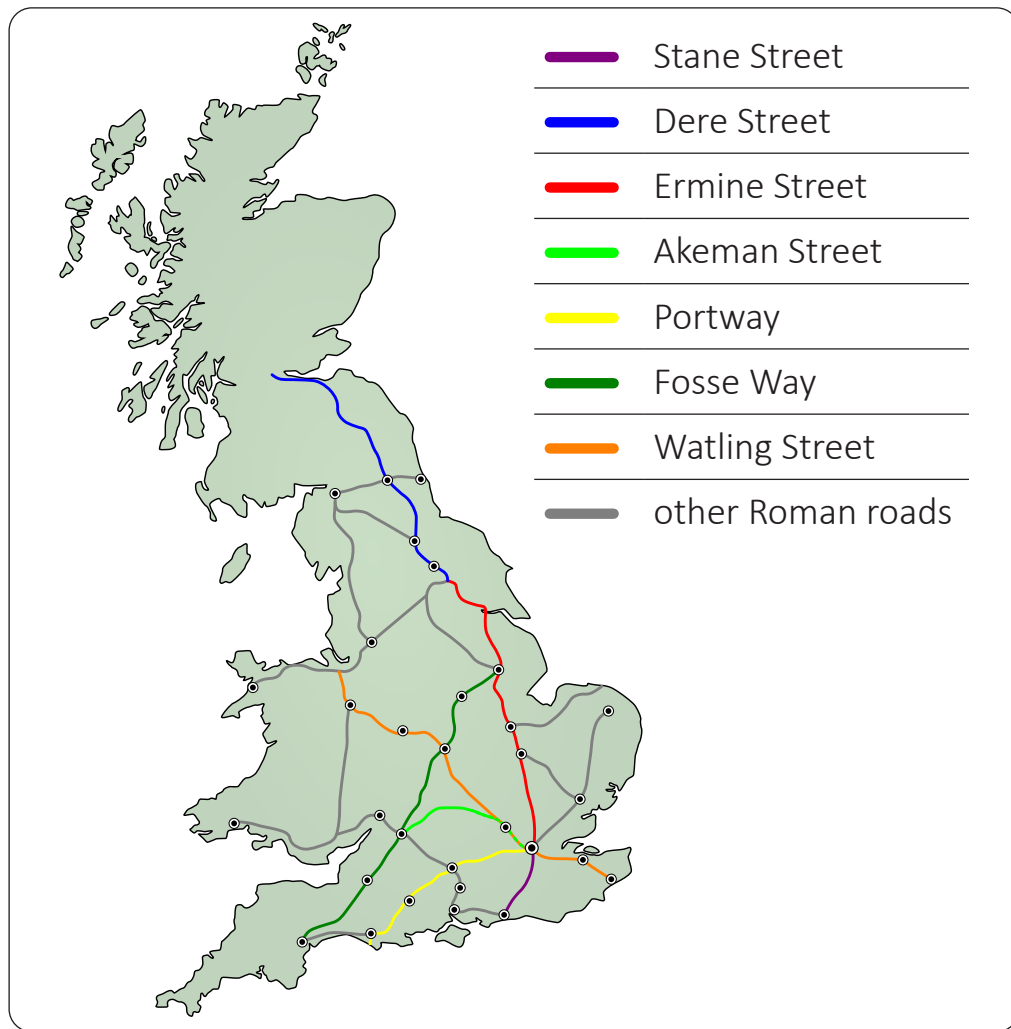 Stane Street
Dere Street
Ermine Street
Akeman Street
Portway
Fosse Way
Watling Street
other Roman roads